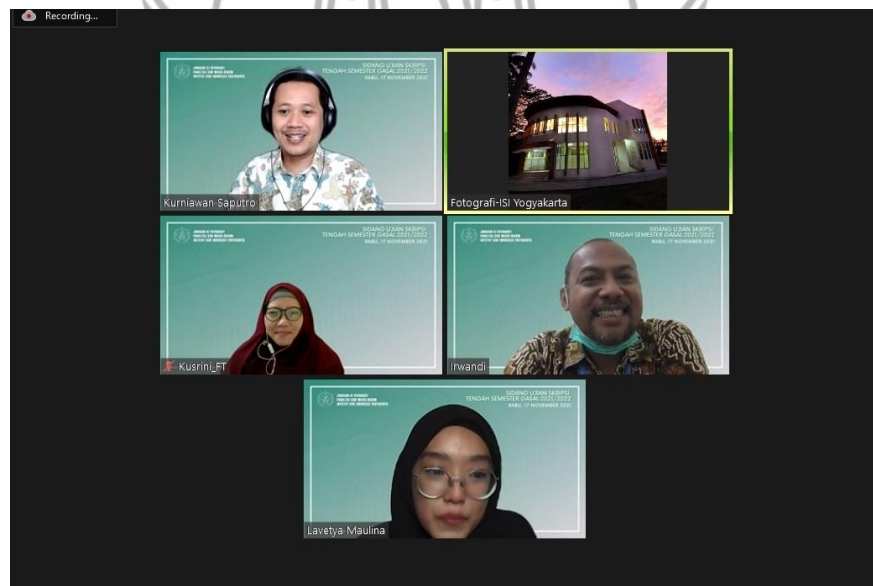 Recording...
SIDANG UJIAN SKRIPSI
TENGAH SEMESTER GASAL 2021/2022
RABU, 17 NOVEMBER 2021
Kurniawan Saputro
Fotografi-ISI Yogyakarta
SIDANG UJIAN SKRIPSI
TENGAH SEMESTER GASAL 2021/2022
RABU, 17 NOVEMBER 2021
Kusrini_FT
SIDANG UJIAN SKRIPSI
TENGAH SEMESTER GASAL 2021/2022
RABU, 17 NOVEMBER 2021
Irwandi
SIDANG UJIAN SKRIPSI
TENGAH SEMESTER GASAL 2021/2022
RABU, 17 NOVEMBER 2021
Lavetya Maulina